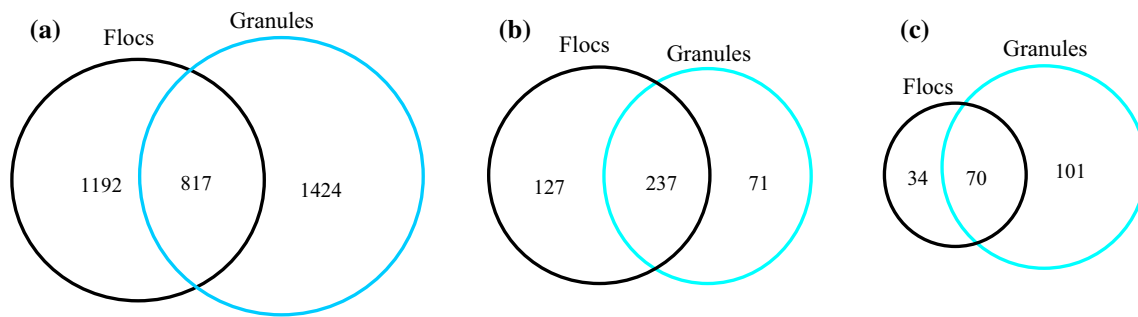 (a)
Flocs
Granules
1192
817
1424
(b)
Flocs
Granules
127
237
71
(c)
Flocs
Granules
34
70
101